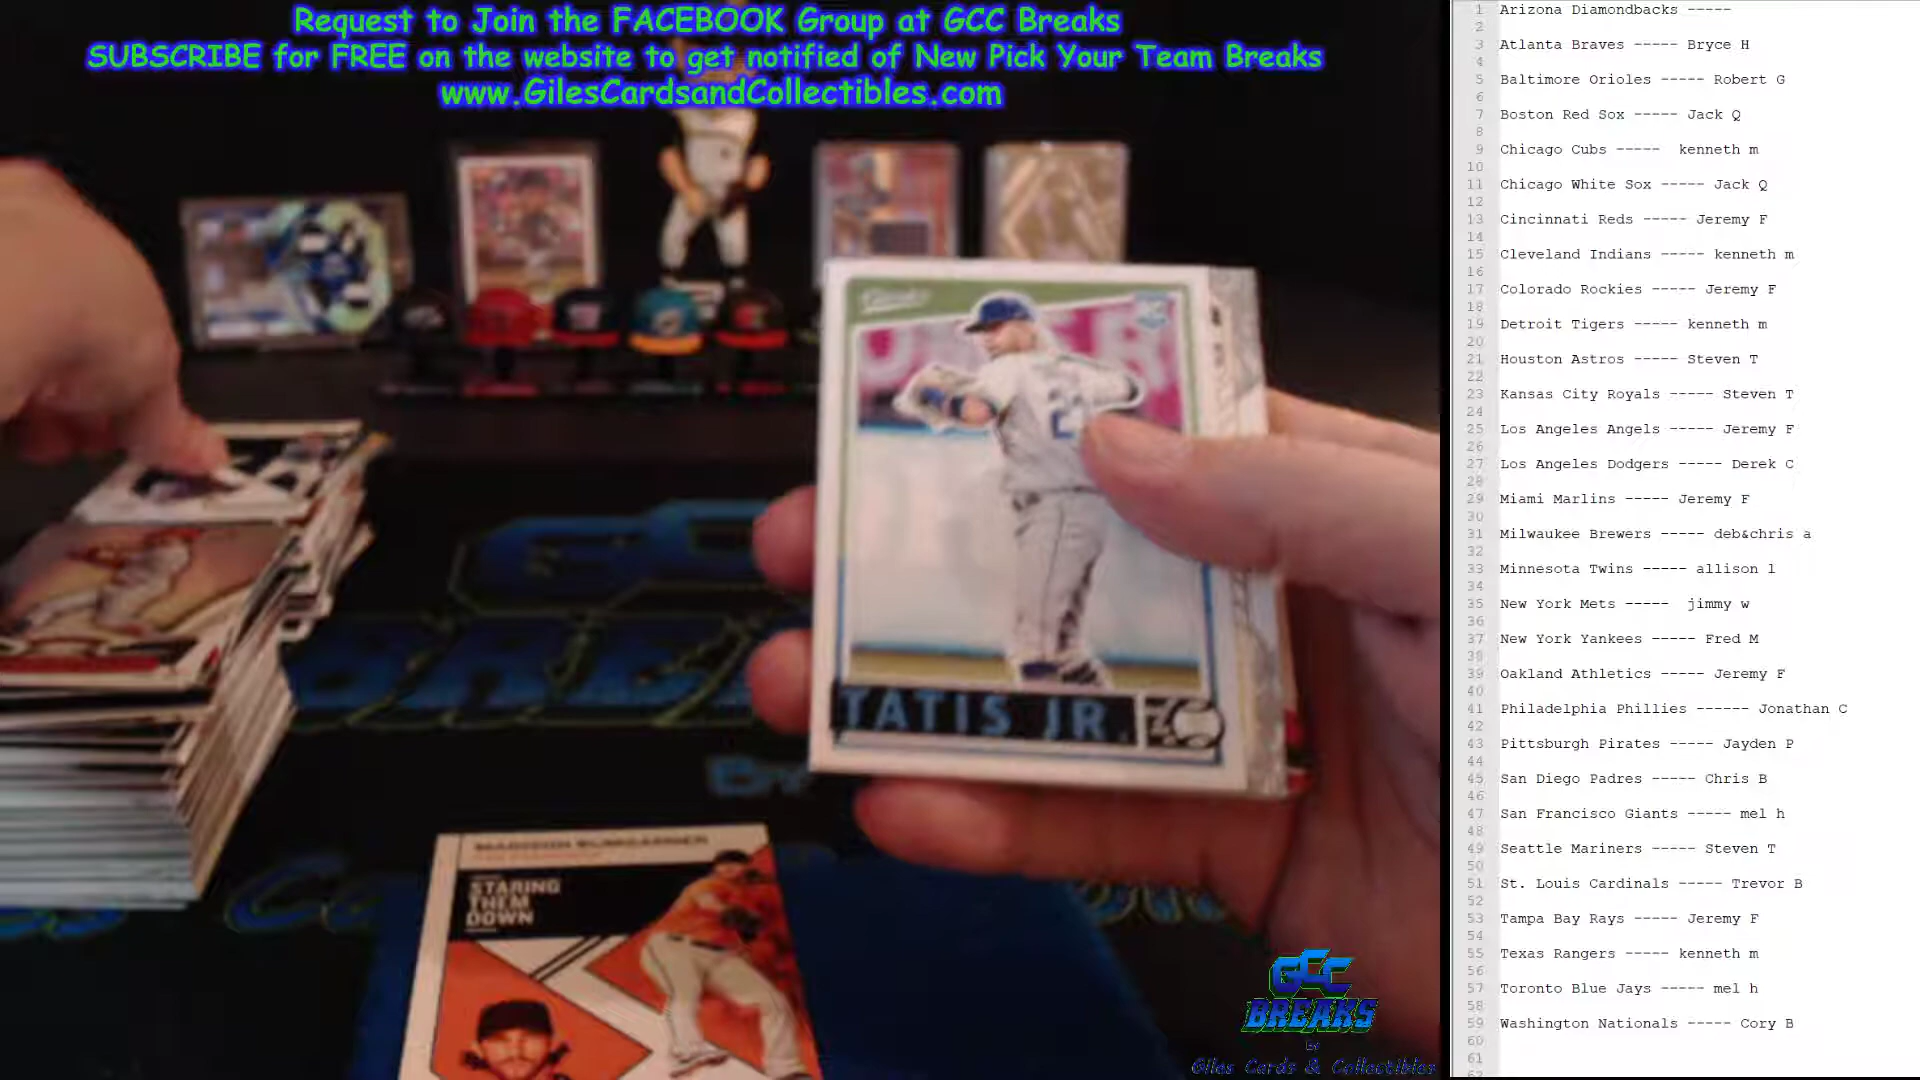 Request to Join the FACEBOOK Group at GCC Breaks
SUBSCRIBE for FREE on the website to get notified of New Pick Your Team Breaks
www.GilesCardsandCollectibles.com
TATIS JR.
MADISON BUMGARNER
STARING
THEM
DOWN
GCC
BREAKS
By
Giles Cards & Collectibles
1 Arizona Diamondbacks -----
2
3 Atlanta Braves ----- Bryce H
4
5 Baltimore Orioles ----- Robert G
6
7 Boston Red Sox ----- Jack Q
8
9 Chicago Cubs ----- kenneth m
10
11 Chicago White Sox ----- Jack Q
12
13 Cincinnati Reds ----- Jeremy F
14
15 Cleveland Indians ----- kenneth m
16
17 Colorado Rockies ----- Jeremy F
18
19 Detroit Tigers ----- kenneth m
20
21 Houston Astros ----- Steven T
22
23 Kansas City Royals ----- Steven T
24
25 Los Angeles Angels ----- Jeremy F
26
27 Los Angeles Dodgers ----- Derek C
28
29 Miami Marlins ----- Jeremy F
30
31 Milwaukee Brewers ----- deb&chris a
32
33 Minnesota Twins ----- allison l
34
35 New York Mets ----- jimmy w
36
37 New York Yankees ----- Fred M
38
39 Oakland Athletics ----- Jeremy F
40
41 Philadelphia Phillies ------ Jonathan C
42
43 Pittsburgh Pirates ----- Jayden P
44
45 San Diego Padres ----- Chris B
46
47 San Francisco Giants ----- mel h
48
49 Seattle Mariners ----- Steven T
50
51 St. Louis Cardinals ----- Trevor B
52
53 Tampa Bay Rays ----- Jeremy F
54
55 Texas Rangers ----- kenneth m
56
57 Toronto Blue Jays ----- mel h
58
59 Washington Nationals ----- Cory B
60
61